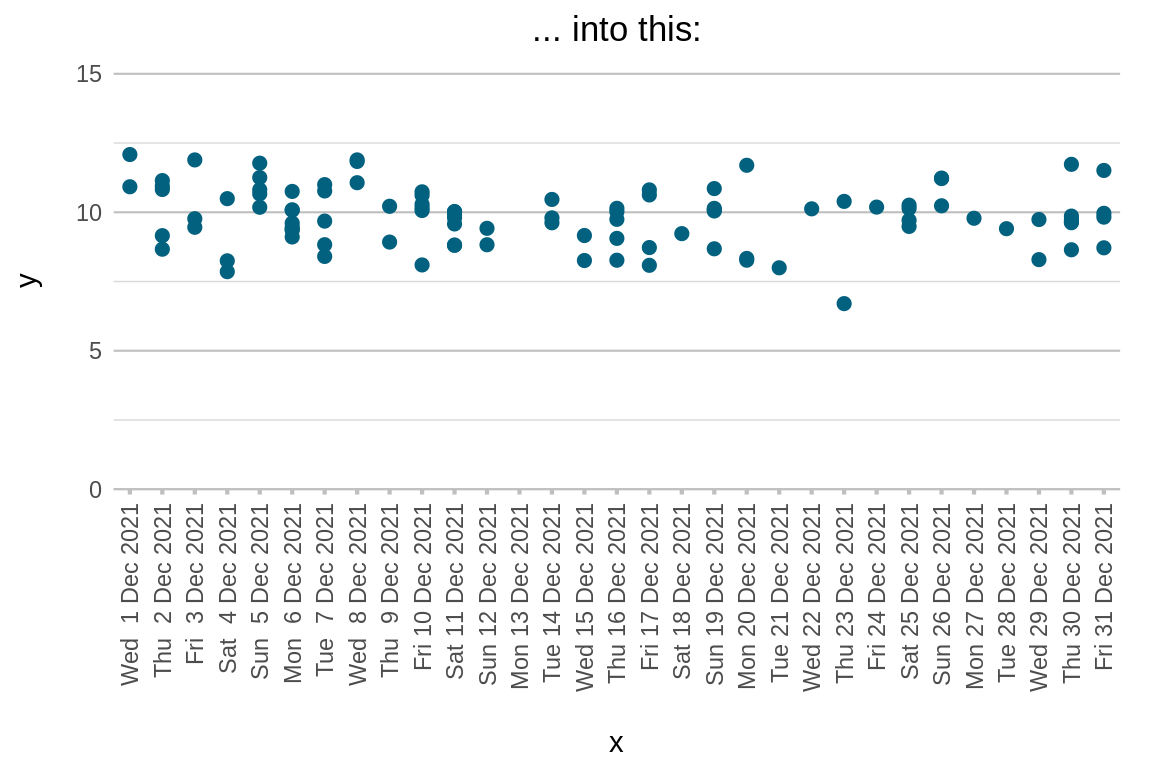 ... into this:
15
10
5
0
y
Wed  1 Dec 2021
Thu  2 Dec 2021
Fri  3 Dec 2021
Sat  4 Dec 2021
Sun  5 Dec 2021
Mon  6 Dec 2021
Tue  7 Dec 2021
Wed  8 Dec 2021
Thu  9 Dec 2021
Fri 10 Dec 2021
Sat 11 Dec 2021
Sun 12 Dec 2021
Mon 13 Dec 2021
Tue 14 Dec 2021
Wed 15 Dec 2021
Thu 16 Dec 2021
Fri 17 Dec 2021
Sat 18 Dec 2021
Sun 19 Dec 2021
Mon 20 Dec 2021
Tue 21 Dec 2021
Wed 22 Dec 2021
Thu 23 Dec 2021
Fri 24 Dec 2021
Sat 25 Dec 2021
Sun 26 Dec 2021
Mon 27 Dec 2021
Tue 28 Dec 2021
Wed 29 Dec 2021
Thu 30 Dec 2021
Fri 31 Dec 2021
x